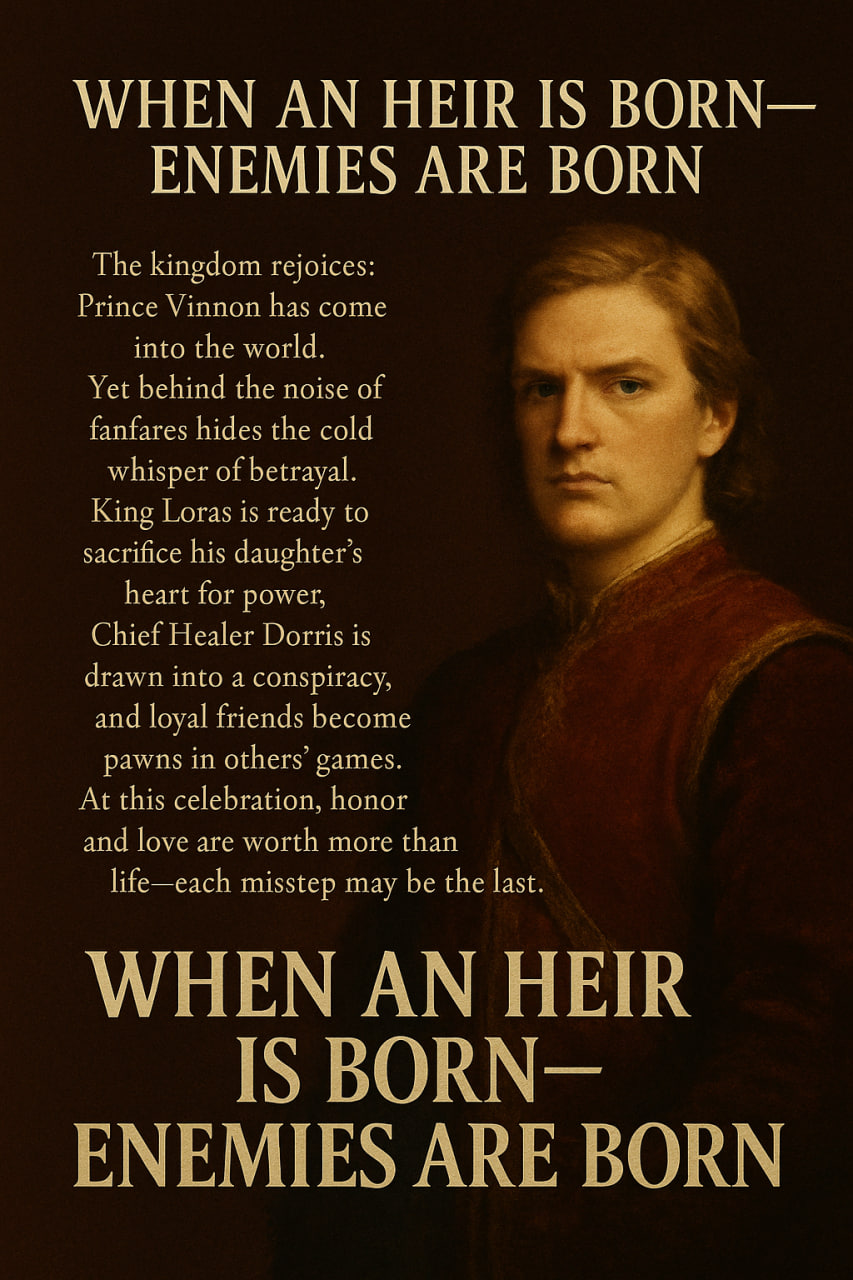 WHEN AN HEIR IS BORN—
ENEMIES ARE BORN
The kingdom rejoices:
Prince Vinnon has come
into the world.
Yet behind the noise of
fanfares hides the cold
whisper of betrayal.
King Loras is ready to
sacrifice his daughter’s
heart for power,
Chief Healer Dorris is
drawn into a conspiracy,
and loyal friends become
pawns in others’ games.
At this celebration, honor
and love are worth more than
life—each misstep may be the last.
WHEN AN HEIR
IS BORN—
ENEMIES ARE BORN